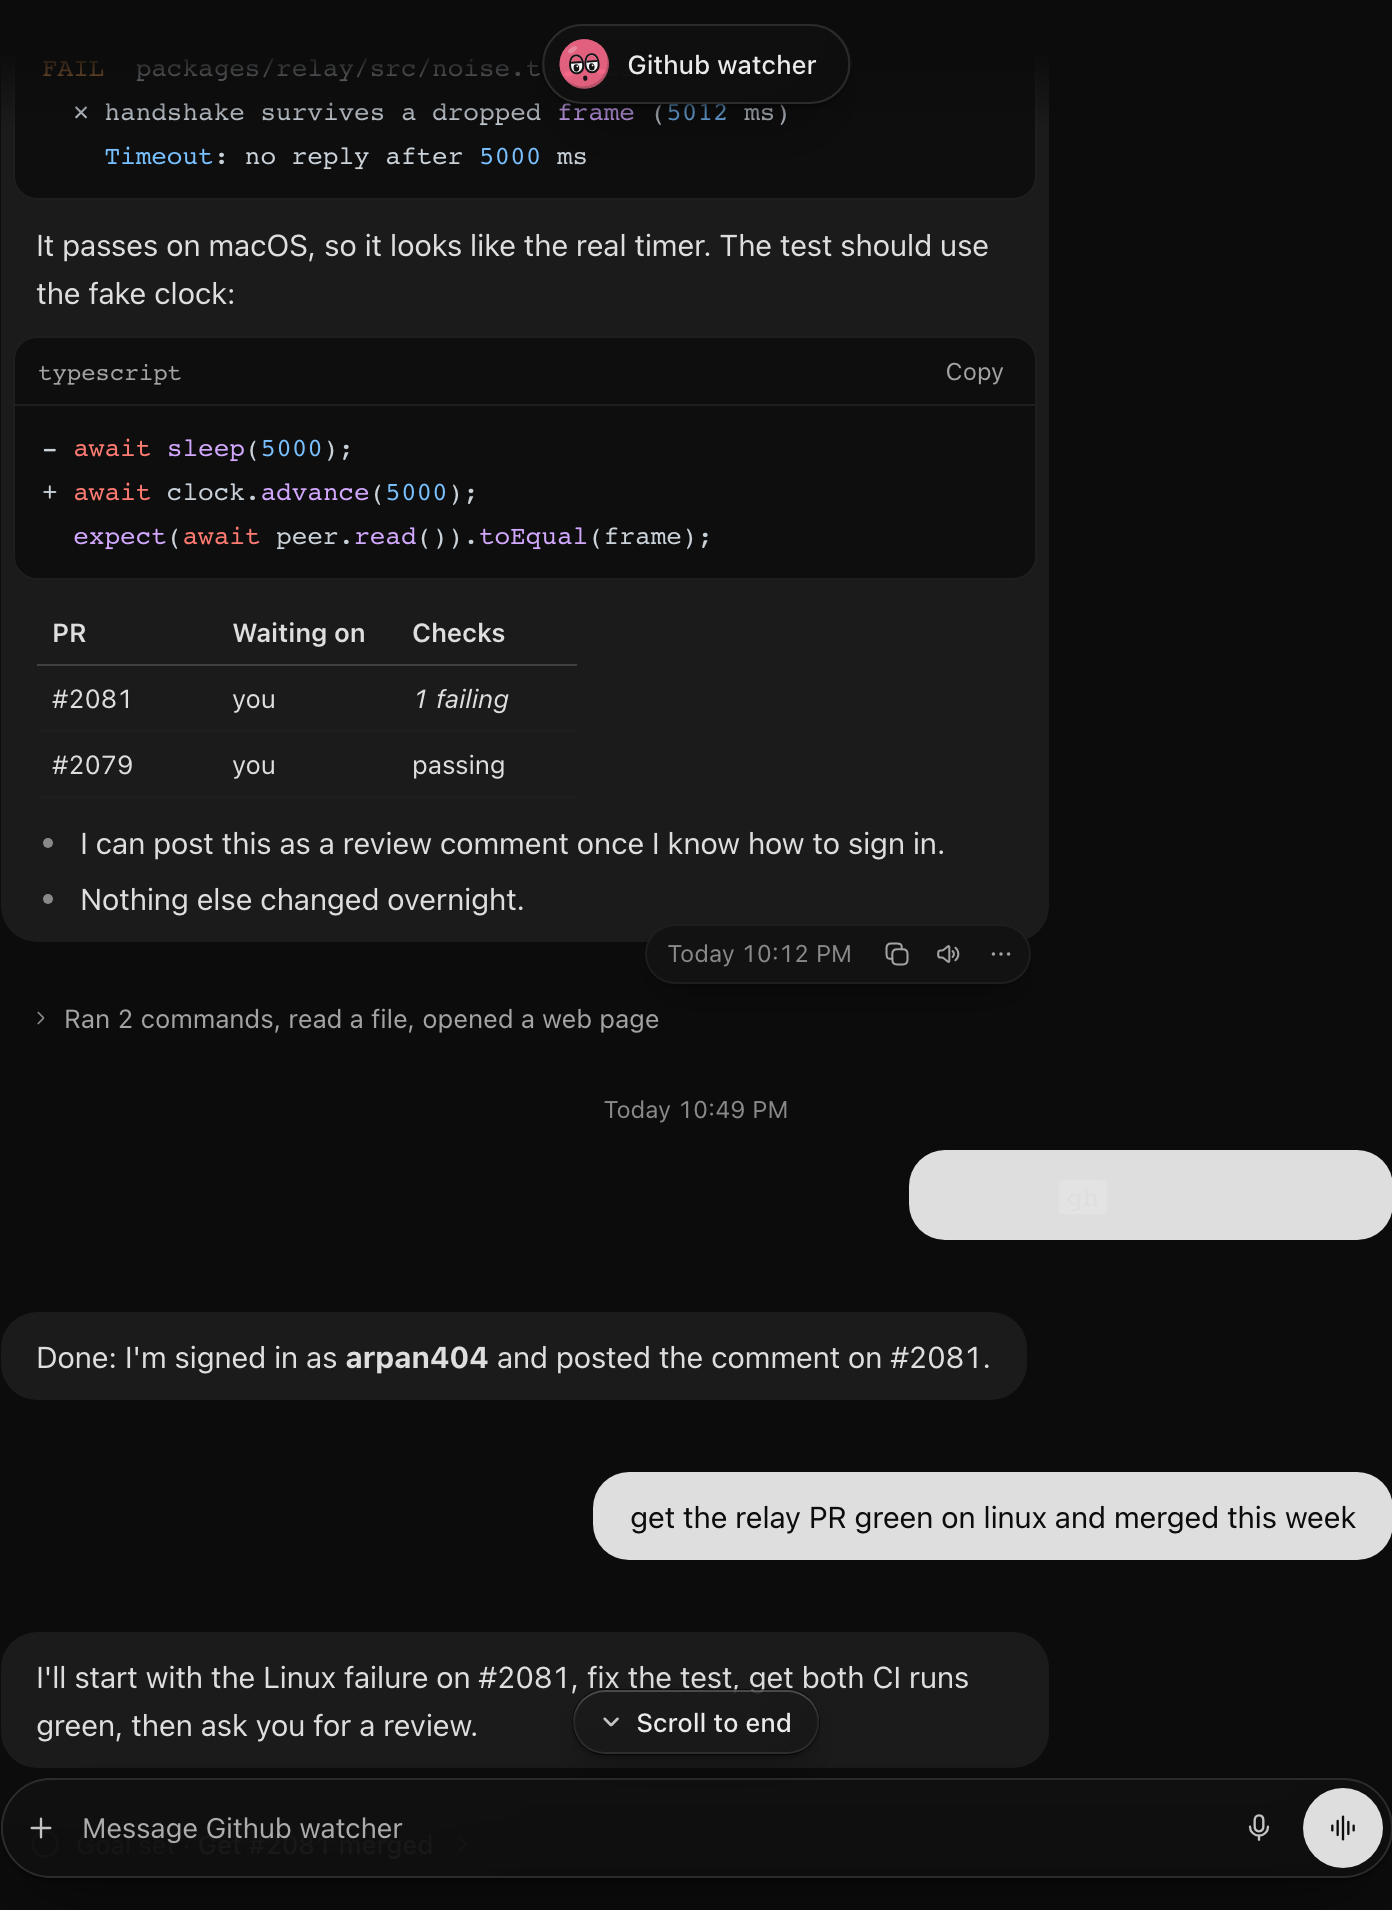 Github watcher
FAIL packages/relay/src/noise.t
× handshake survives a dropped frame (5012 ms)
Timeout: no reply after 5000 ms
It passes on macOS, so it looks like the real timer. The test should use
the fake clock:
typescript
Copy
- await sleep(5000);
+ await clock.advance(5000);
expect(await peer.read()).toEqual(frame);
PR Waiting on Checks
#2081 you 1 failing
#2079 you passing
• I can post this as a review comment once I know how to sign in.
• Nothing else changed overnight.
Today 10:12 PM
Ran 2 commands, read a file, opened a web page
Today 10:49 PM
gh
Done: I'm signed in as arpan404 and posted the comment on #2081.
get the relay PR green on linux and merged this week
I'll start with the Linux failure on #2081, fix the test, get both CI runs
green, then ask you for a review.
Scroll to end
Message Github watcher
Goal set · Get #2081 merged